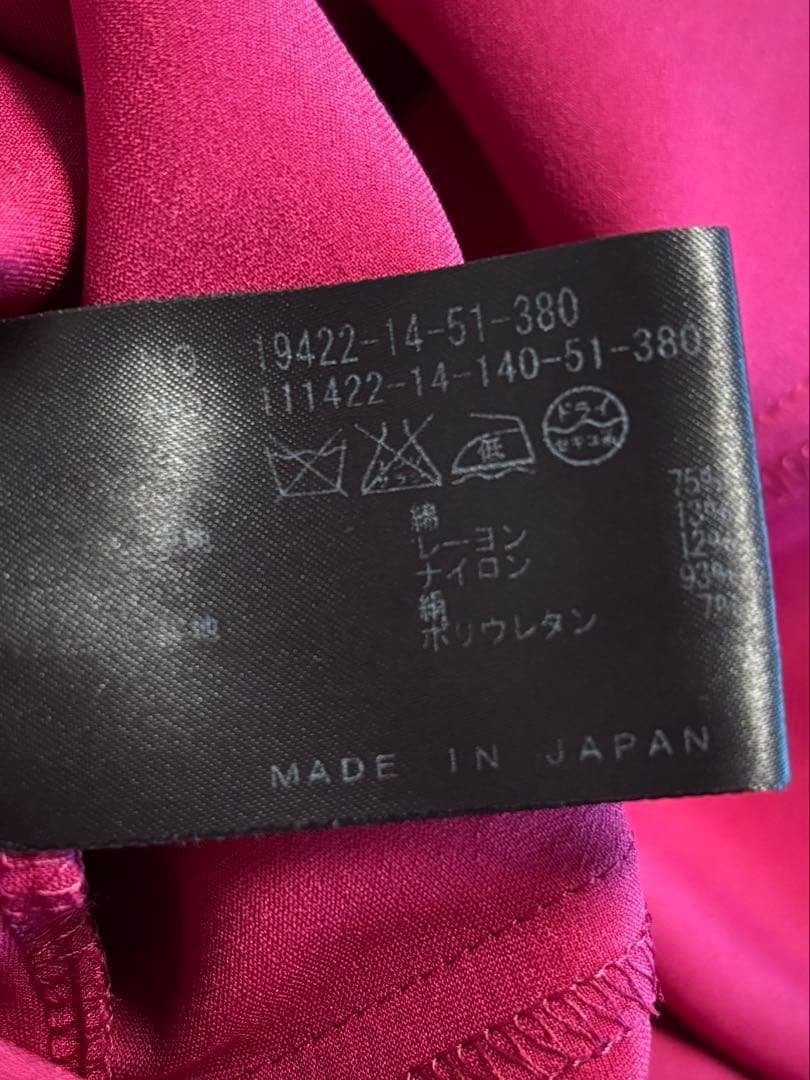 NO 19422-14-51-380
NO 111422-14-140-51-380
低 ドライ セキユ系
綿 75%
レーヨン 13%
ナイロン 12%
絹 93%
ポリウレタン 7%
MADE IN JAPAN